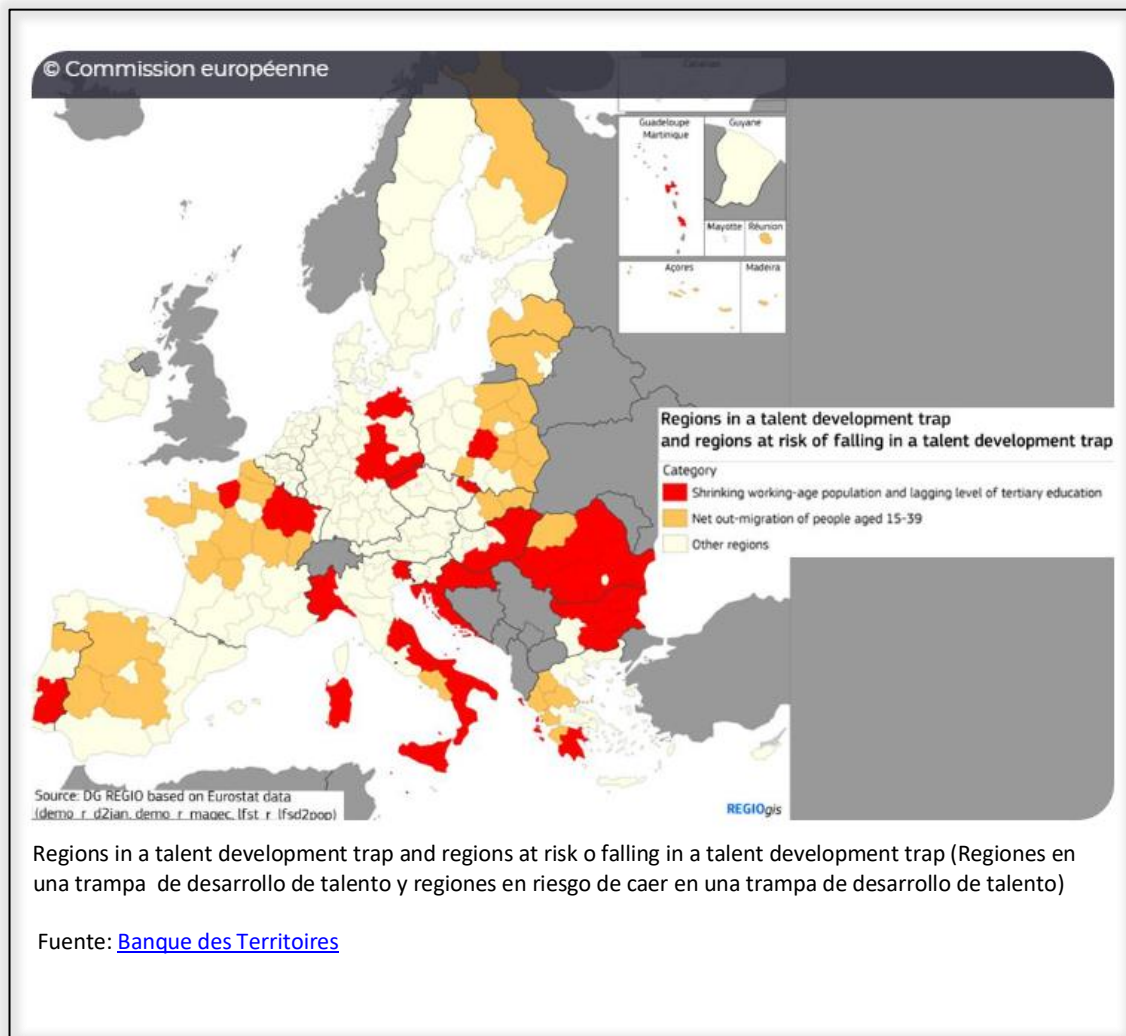 © Commission européenne
Canarias
Guadeloupe
Martinique
Guyane
Mayotte
Réunion
Açores
Madeira
Regions in a talent development trap
and regions at risk of falling in a talent development trap
Category
Shrinking working-age population and lagging level of tertiary education
Net out-migration of people aged 15-39
Other regions
Source: DG REGIO based on Eurostat data
(demo_r_d2jan, demo_r_magec, lfst_r_lfsd2pop)
REGIOgis
Regions in a talent development trap and regions at risk o falling in a talent development trap (Regiones en
una trampa de desarrollo de talento y regiones en riesgo de caer en una trampa de desarrollo de talento)
Fuente: Banque des Territoires